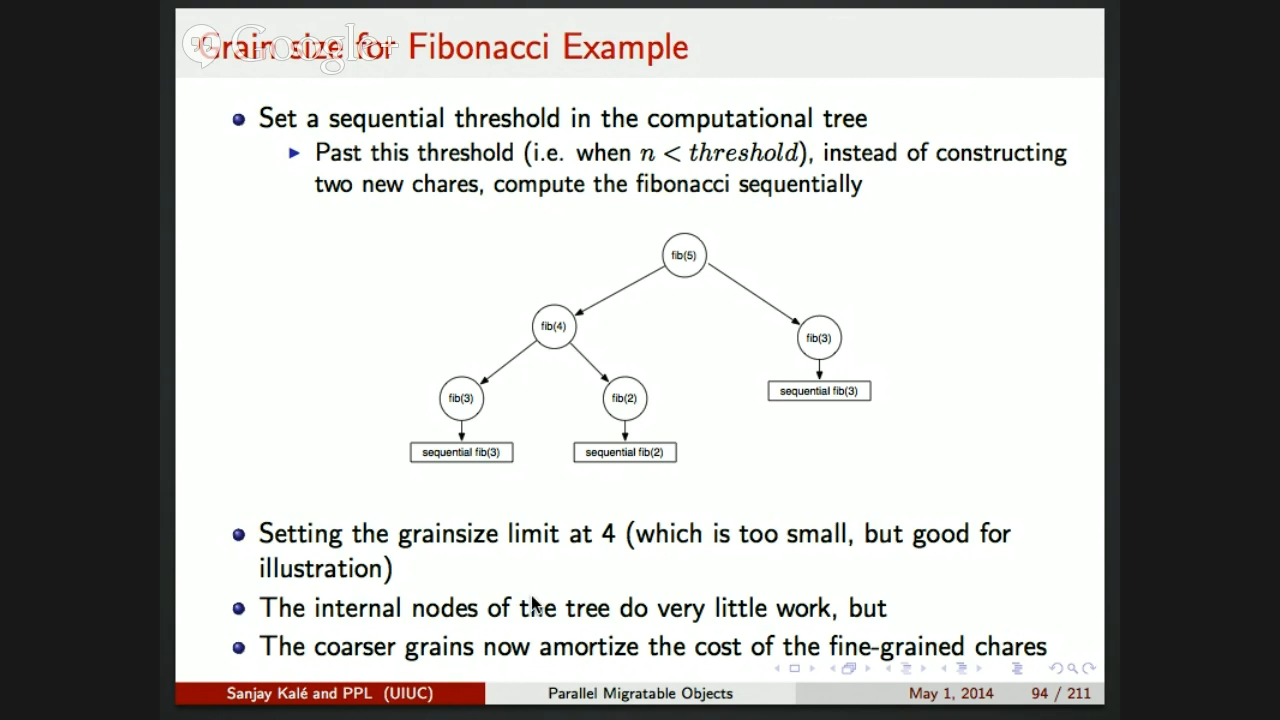 Grain size for Fibonacci Example
Google+
Set a sequential threshold in the computational tree
Past this threshold (i.e. when n < threshold), instead of constructing
two new chares, compute the fibonacci sequentially
fib(5)
fib(4)
fib(3)
fib(3)
fib(2)
sequential fib(3)
sequential fib(3)
sequential fib(2)
Setting the grainsize limit at 4 (which is too small, but good for
illustration)
The internal nodes of the tree do very little work, but
The coarser grains now amortize the cost of the fine-grained chares
Sanjay Kalé and PPL (UIUC)
Parallel Migratable Objects
May 1, 2014
94 / 211